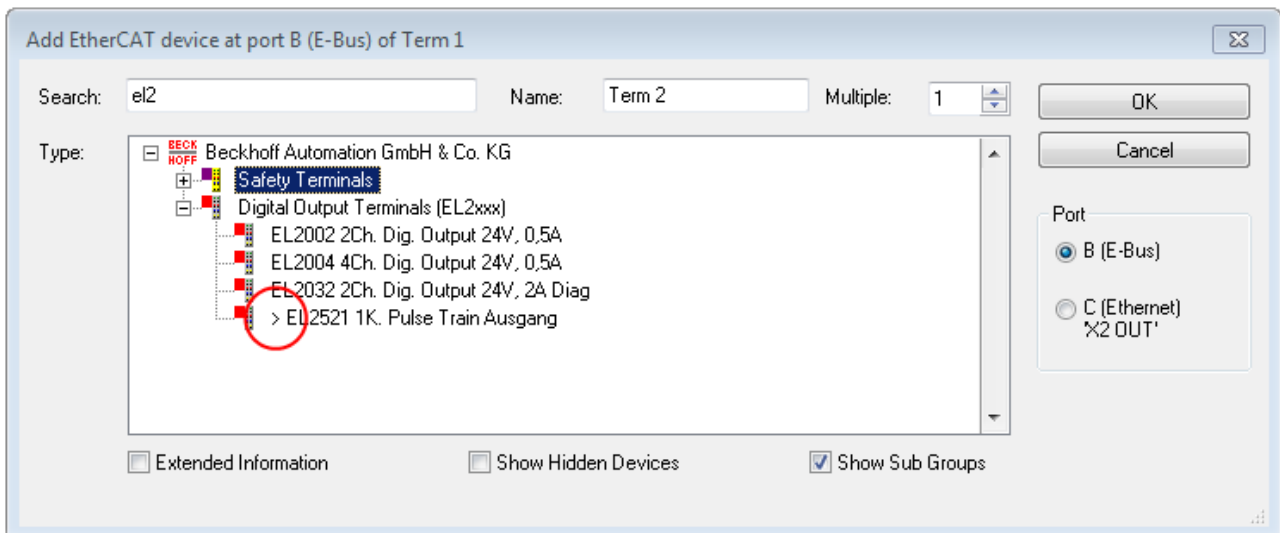 Add EtherCAT device at port B (E-Bus) of Term 1
Search: el2 Name: Term 2 Multiple: 1 OK
Type: BECKHOFF Beckhoff Automation GmbH & Co. KG Cancel
Safety Terminals
Digital Output Terminals (EL2xxx) Port
EL2002 2Ch. Dig. Output 24V, 0,5A B (E-Bus)
EL2004 4Ch. Dig. Output 24V, 0,5A
EL2032 2Ch. Dig. Output 24V, 2A Diag C (Ethernet)
> EL2521 1K. Pulse Train Ausgang 'X2 OUT'
Extended Information Show Hidden Devices Show Sub Groups